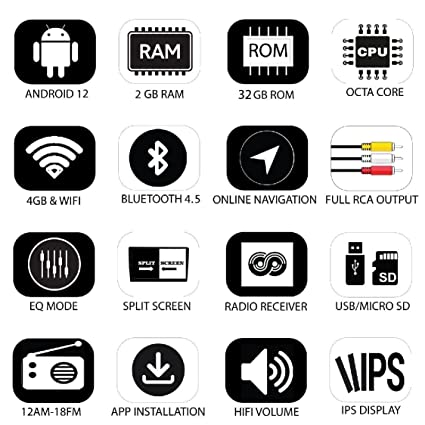 RAM
ROM
CPU
ANDROID 12
2 GB RAM
32GB ROM
OCTA CORE
4GB & WIFI
BLUETOOTH 4.5
ONLINE NAVIGATION
FULL RCA OUTPUT
SPLIT SCREEN
SD
EQ MODE
SPLIT SCREEN
RADIO RECEIVER
USB/MICRO SD
IPS
12AM-18FM
APP INSTALLATION
HIFI VOLUME
IPS DISPLAY